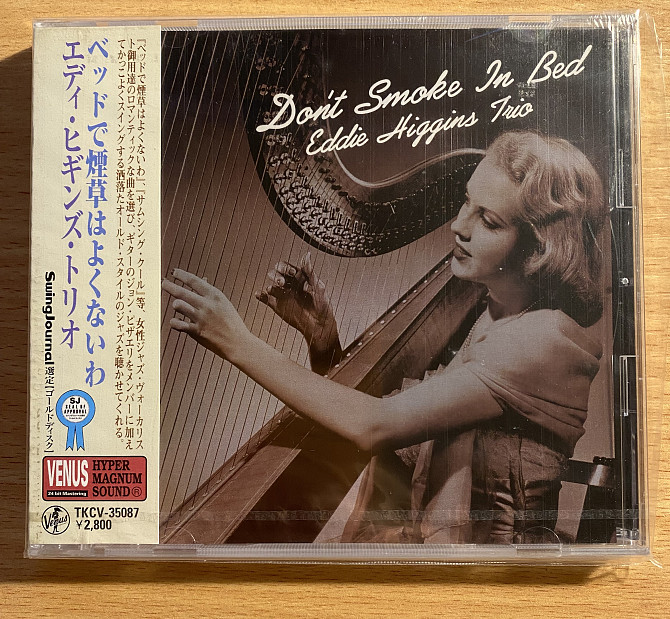 Don't Smoke In Bed
Eddie Higgins Trio
『ベッドで煙草はよくないわ』、『サムシング・クール』等、女性ジャズ・ヴォーカリス
ト御用達のロマンティックな曲を選び、ギターのジョン・ピザエリをメンバーに加え
てかっこよくスイングする洒落たオールド・スタイルのジャズを聴かせてくれる。
ベッドで煙草はよくないわ
エディ・ヒギンズ・トリオ
SwingJournal 選定【ゴールドディスク】
SJ
SEAL OF
APPROVAL
VENUS
24 bit Mastering
HYPER
MAGNUM
SOUND®
Venus
TKCV-35087
¥2,800